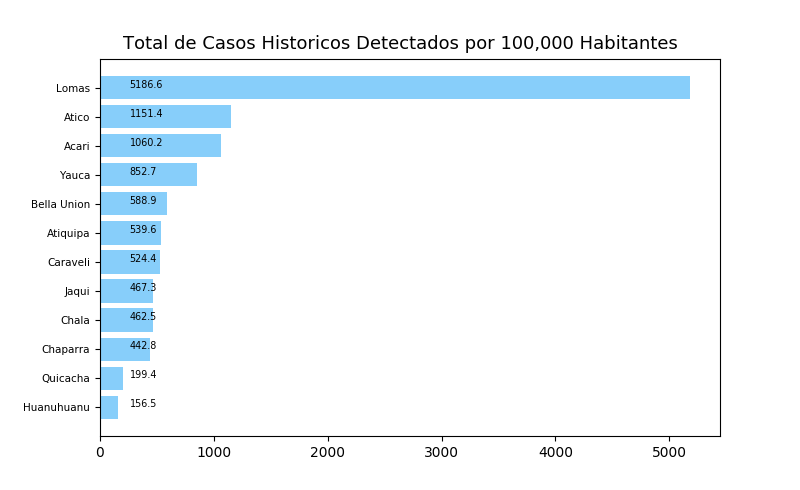 Total de Casos Historicos Detectados por 100,000 Habitantes
Lomas 5186.6
Atico 1151.4
Acari 1060.2
Yauca 852.7
Bella Union 588.9
Atiquipa 539.6
Caraveli 524.4
Jaqui 467.3
Chala 462.5
Chaparra 442.8
Quicacha 199.4
Huanuhuanu 156.5
0 1000 2000 3000 4000 5000